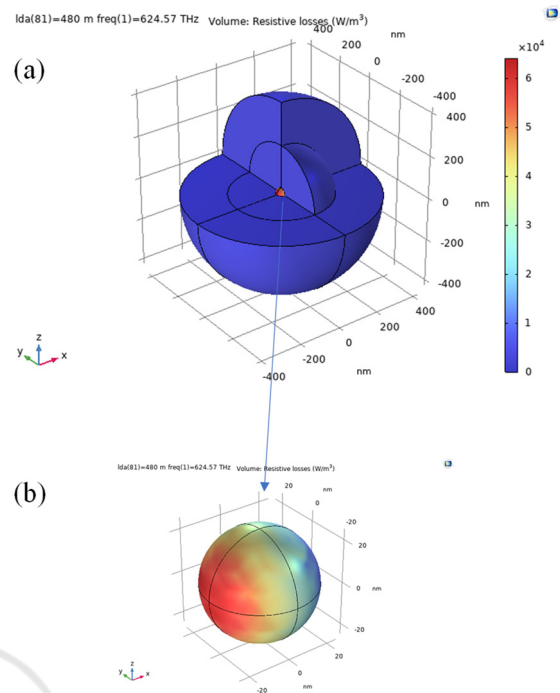 lda(81)=480 m freq(1)=624.57 THz Volume: Resistive losses (W/m³)
(a)
400
200
0
-200
-400
nm
400
200
0
-200
-400
nm
400
200
0
-200
-400
nm
×10⁴
6
5
4
3
2
1
0
z
y
x
lda(81)=480 m freq(1)=624.57 THz Volume: Resistive losses (W/m³)
(b)
20
0
-20
nm
20
0
-20
nm
20
0
-20
nm
z
y
x